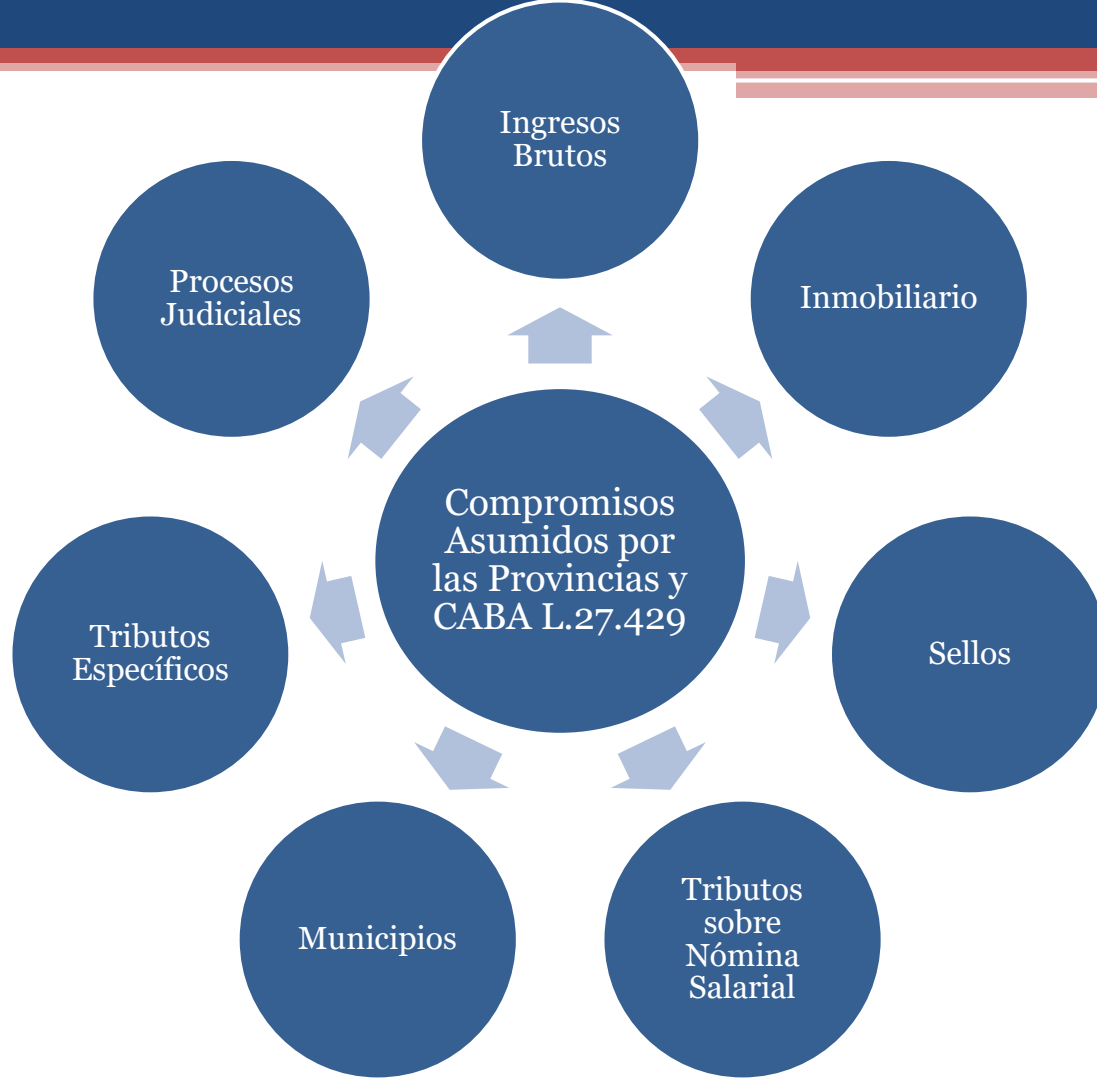 Ingresos
Brutos
Inmobiliario
Sellos
Tributos
sobre
Nómina
Salarial
Municipios
Tributos
Específicos
Procesos
Judiciales
Compromisos
Asumidos por
las Provincias y
CABA L.27.429